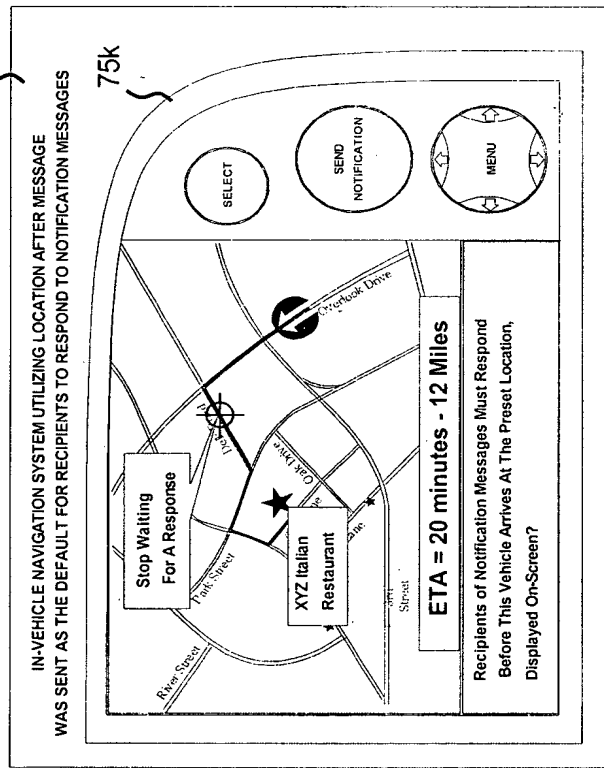 IN-VEHICLE NAVIGATION SYSTEM UTILIZING LOCATION AFTER MESSAGE
WAS SENT AS THE DEFAULT FOR RECIPIENTS TO RESPOND TO NOTIFICATION MESSAGES
75k
Stop Waiting
For A Response
River Street
Park Street
Oak Drive
Overlook Drive
XYZ Italian
Restaurant
Street
ETA = 20 minutes - 12 Miles
Recipients of Notification Messages Must Respond
Before This Vehicle Arrives At The Preset Location,
Displayed On-Screen?
SELECT
SEND
NOTIFICATION
MENU